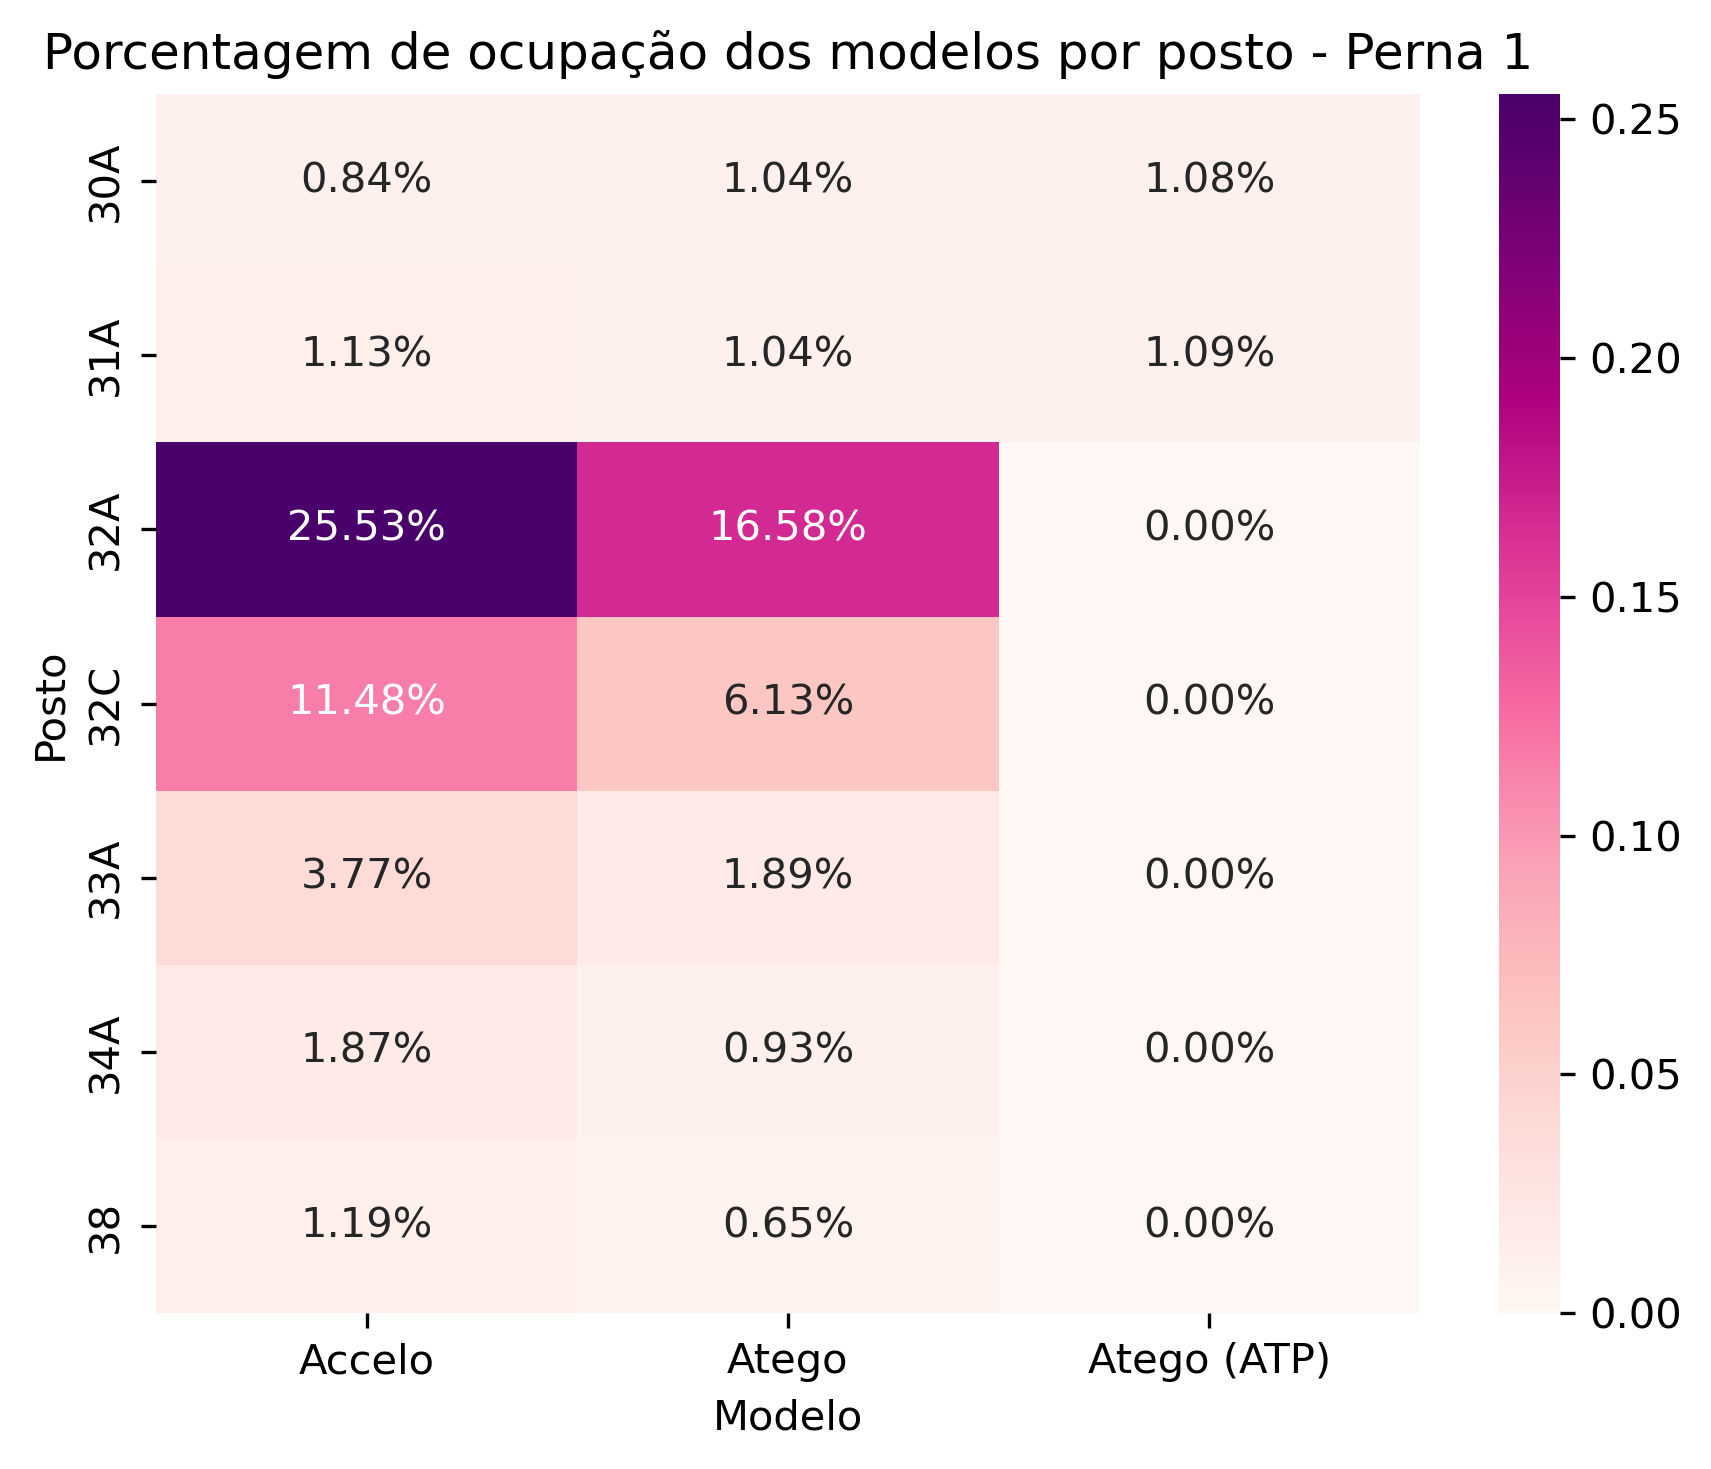 Porcentagem de ocupação dos modelos por posto - Perna 1
Posto
30A
0.84%
1.04%
1.08%
31A
1.13%
1.04%
1.09%
32A
25.53%
16.58%
0.00%
32C
11.48%
6.13%
0.00%
33A
3.77%
1.89%
0.00%
34A
1.87%
0.93%
0.00%
38
1.19%
0.65%
0.00%
Accelo
Atego
Atego (ATP)
Modelo
0.25
0.20
0.15
0.10
0.05
0.00